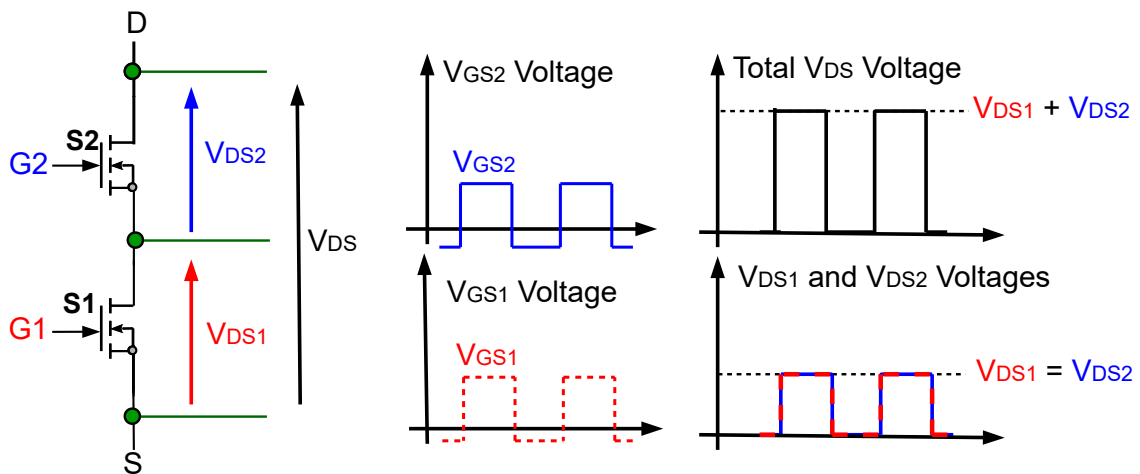 D
S2
G2
VDS2
VDS
S1
G1
VDS1
S
VGS2 Voltage
VGS2
VGS1 Voltage
VGS1
Total VDS Voltage
VDS1 + VDS2
VDS1 and VDS2 Voltages
VDS1 = VDS2